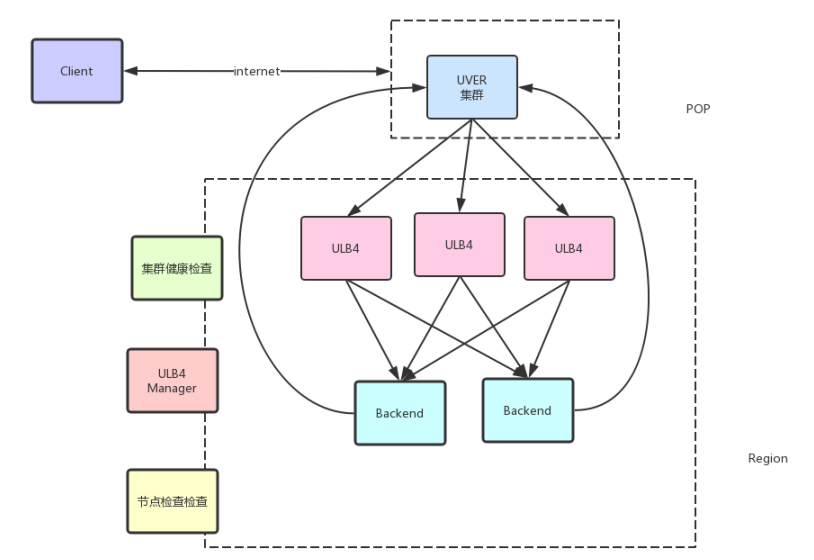 Client
internet
UVER
集群
POP
ULB4
ULB4
ULB4
集群健康检查
ULB4
Manager
Backend
Backend
Region
节点检查检查